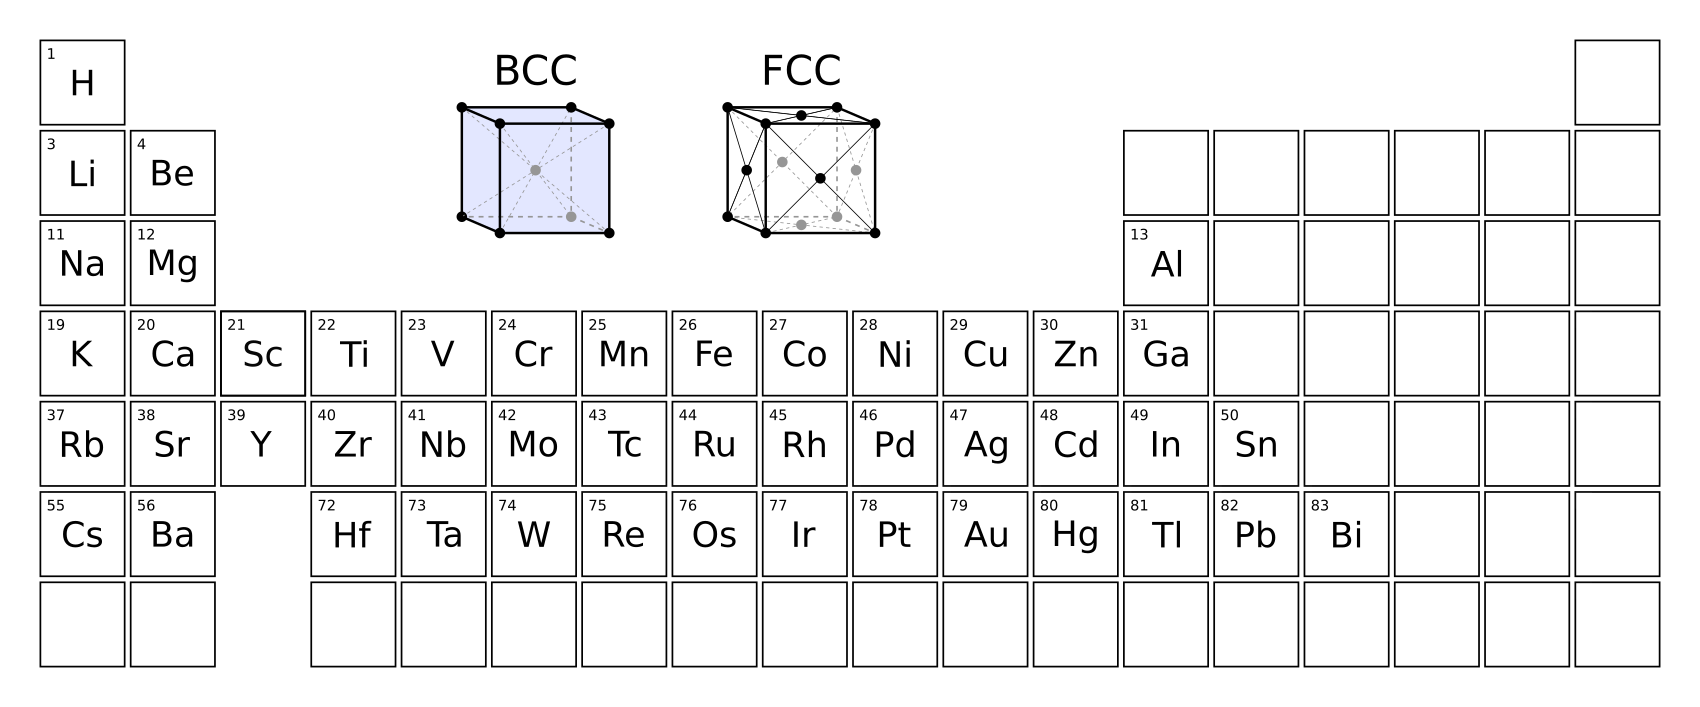 BCC FCC
1
H
3 4
Li Be
11 12 13
Na Mg Al
19 20 21 22 23 24 25 26 27 28 29 30 31
K Ca Sc Ti V Cr Mn Fe Co Ni Cu Zn Ga
37 38 39 40 41 42 43 44 45 46 47 48 49 50
Rb Sr Y Zr Nb Mo Tc Ru Rh Pd Ag Cd In Sn
55 56 72 73 74 75 76 77 78 79 80 81 82 83
Cs Ba Hf Ta W Re Os Ir Pt Au Hg Tl Pb Bi